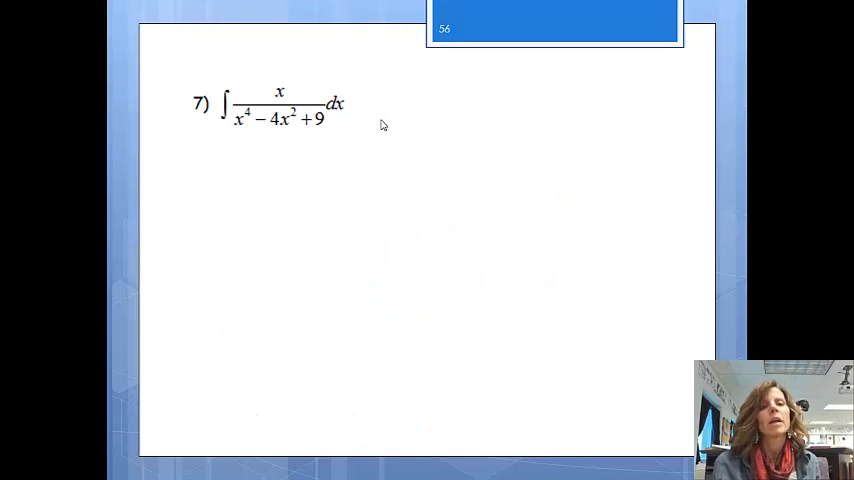 56
7) ∫ x / (x⁴ − 4x² + 9) dx